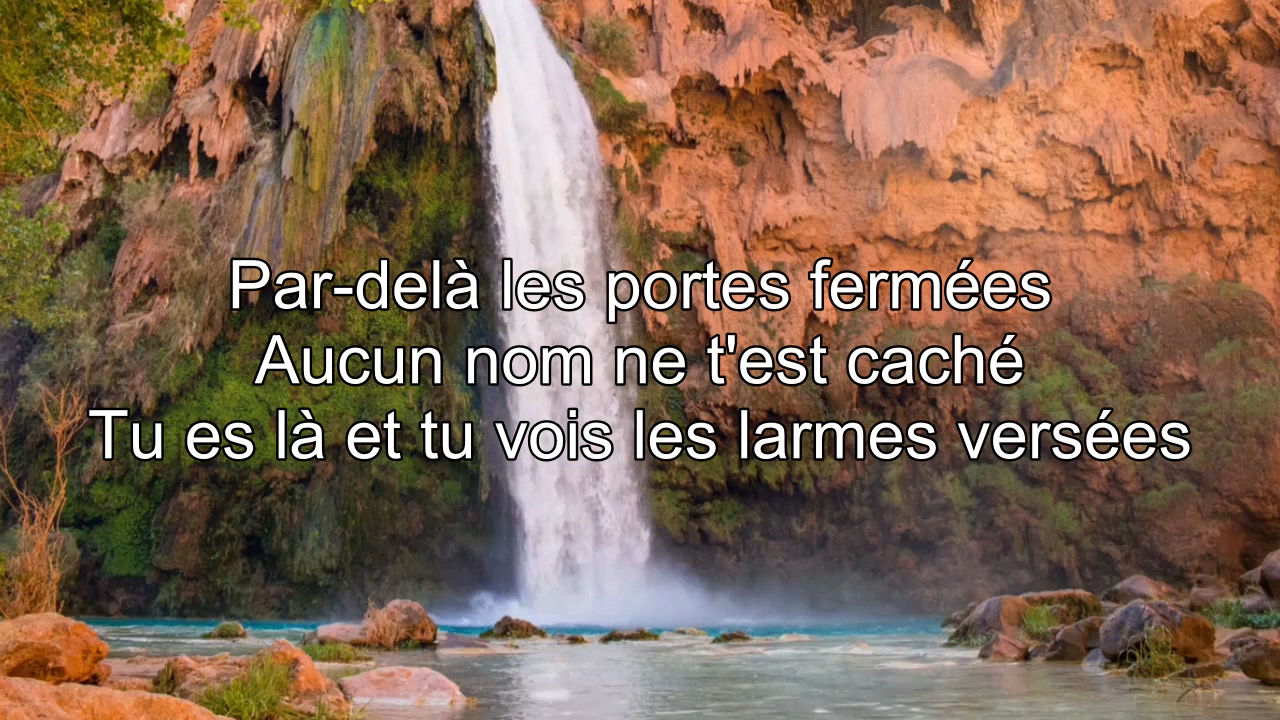 Par-delà les portes fermées
Aucun nom ne t'est caché
Tu es là et tu vois les larmes versées